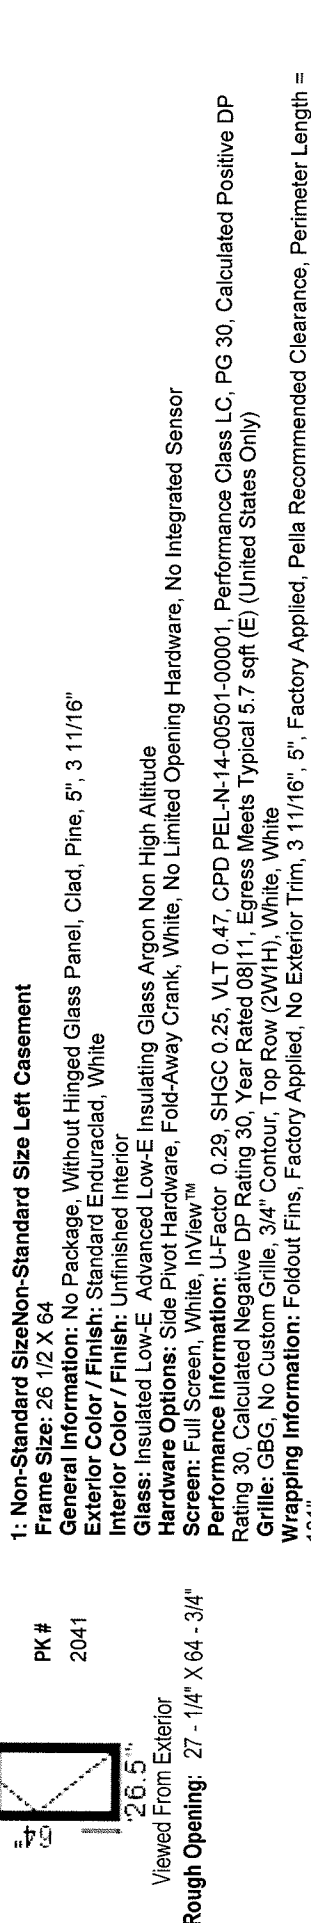 64"
26.5"
Viewed From Exterior
Rough Opening: 27 - 1/4" X 64 - 3/4"
PK #
2041
1: Non-Standard SizeNon-Standard Size Left Casement
Frame Size: 26 1/2 X 64
General Information: No Package, Without Hinged Glass Panel, Clad, Pine, 5", 3 11/16"
Exterior Color / Finish: Standard Enduraclad, White
Interior Color / Finish: Unfinished Interior
Glass: Insulated Low-E Advanced Low-E Insulating Glass Argon Non High Altitude
Hardware Options: Side Pivot Hardware, Fold-Away Crank, White, No Limited Opening Hardware, No Integrated Sensor
Screen: Full Screen, White, InView™
Performance Information: U-Factor 0.29, SHGC 0.25, VLT 0.47, CPD PEL-N-14-00501-00001, Performance Class LC, PG 30, Calculated Positive DP
Rating 30, Calculated Negative DP Rating 30, Year Rated 08|11, Egress Meets Typical 5.7 sqft (E) (United States Only)
Grille: GBG, No Custom Grille, 3/4" Contour, Top Row (2W1H), White, White
Wrapping Information: Foldout Fins, Factory Applied, No Exterior Trim, 3 11/16", 5", Factory Applied, Pella Recommended Clearance, Perimeter Length =